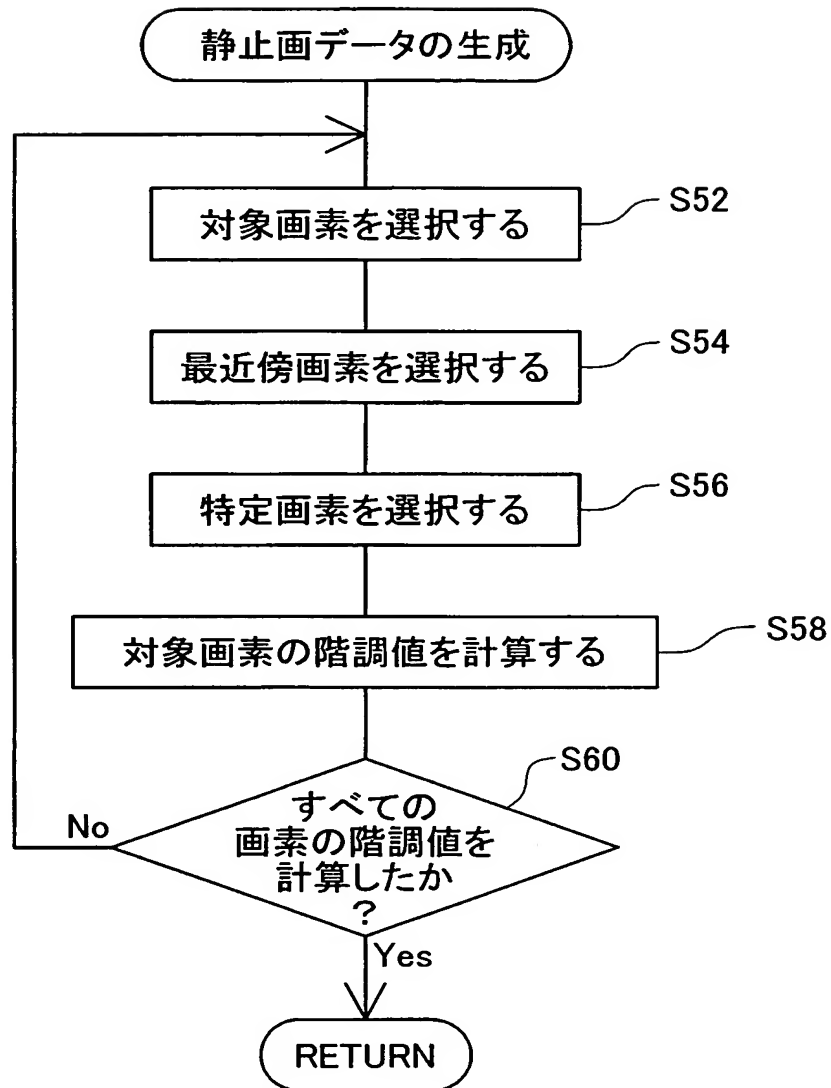 静止画データの生成
対象画素を選択する
S52
最近傍画素を選択する
S54
特定画素を選択する
S56
対象画素の階調値を計算する
S58
すべての
画素の階調値を
計算したか
?
S60
No
Yes
RETURN